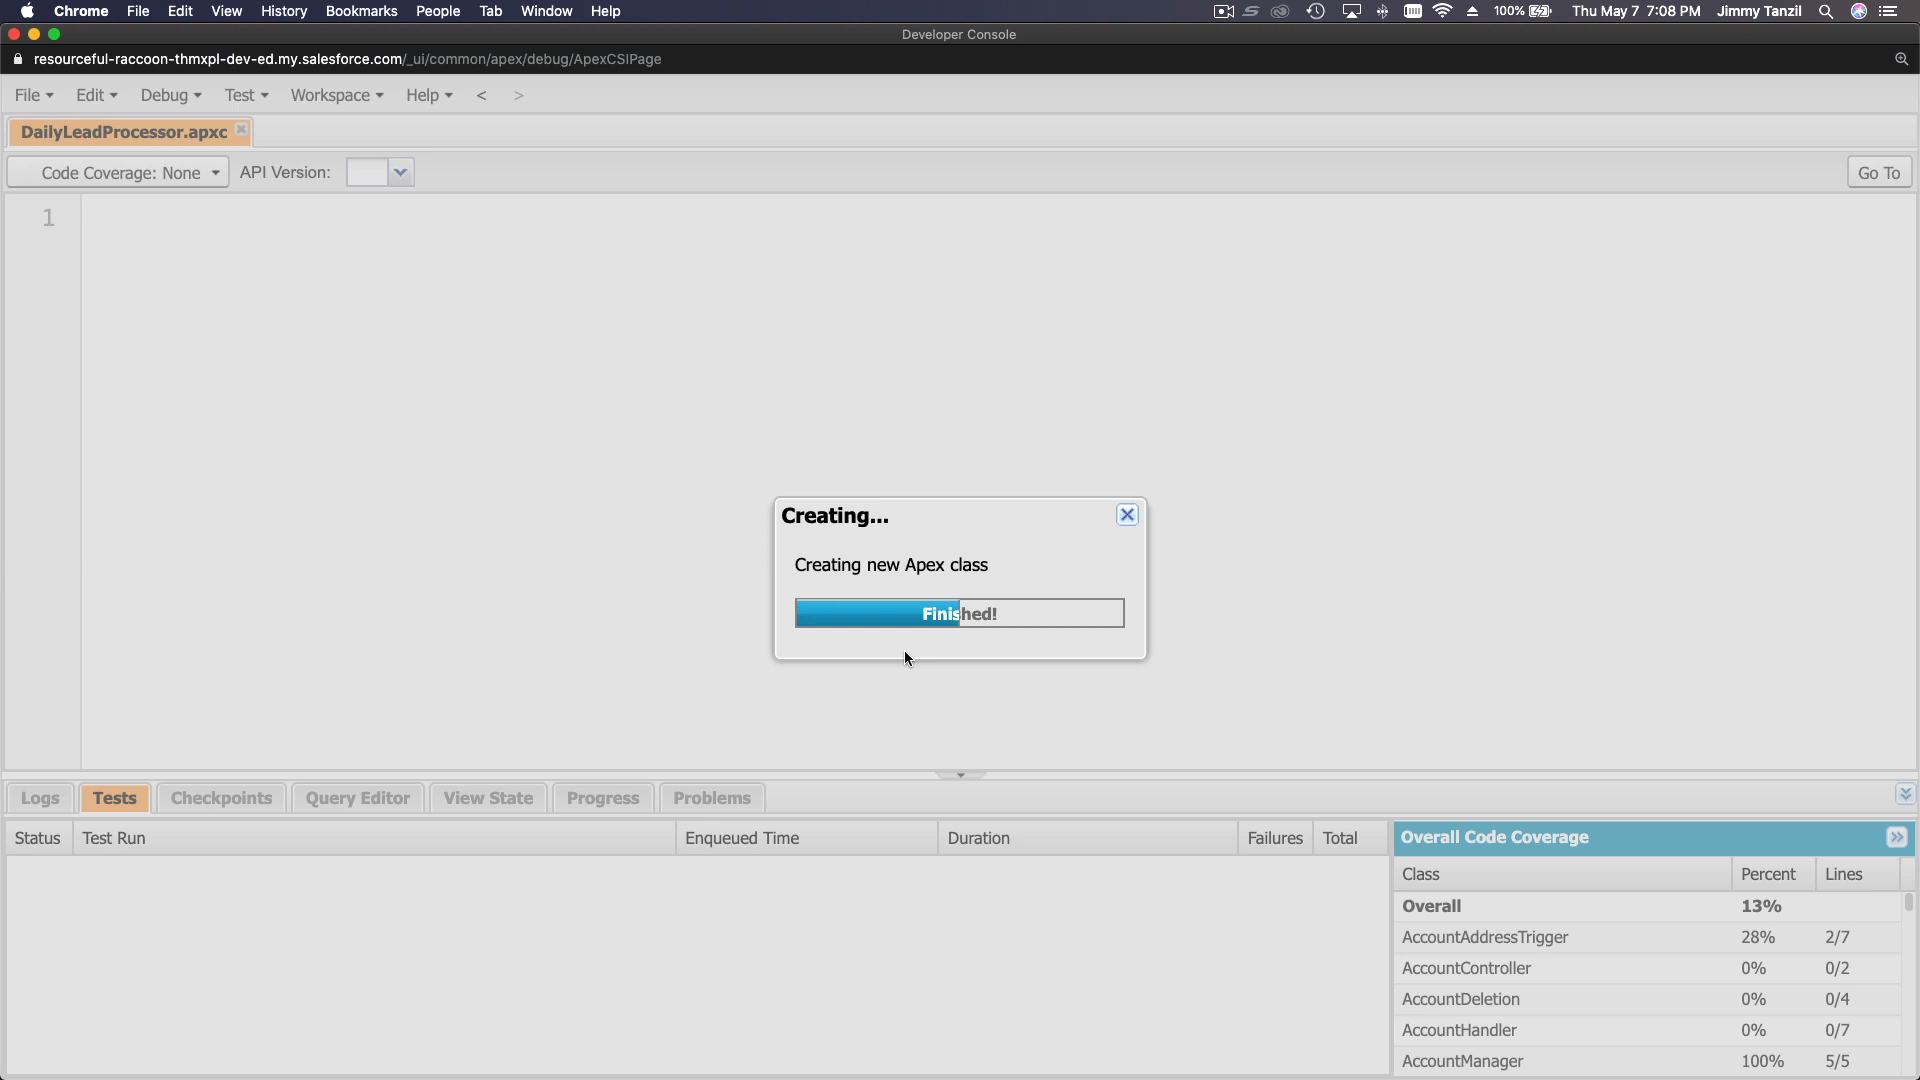 Chrome File Edit View History Bookmarks People Tab Window Help 100% Thu May 7 7:08 PM Jimmy Tanzil
Developer Console
resourceful-raccoon-thmxpl-dev-ed.my.salesforce.com/_ui/common/apex/debug/ApexCSIPage
File Edit Debug Test Workspace Help < >
DailyLeadProcessor.apxc
Code Coverage: None API Version: Go To
1
Creating...
Creating new Apex class
Finished!
Logs Tests Checkpoints Query Editor View State Progress Problems
Status Test Run Enqueued Time Duration Failures Total
Overall Code Coverage
Class Percent Lines
Overall 13%
AccountAddressTrigger 28% 2/7
AccountController 0% 0/2
AccountDeletion 0% 0/4
AccountHandler 0% 0/7
AccountManager 100% 5/5